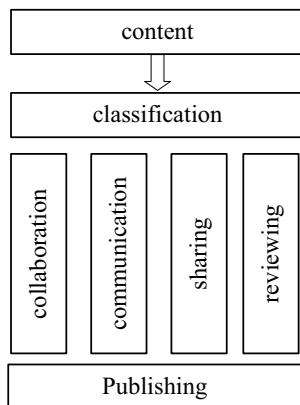 content
classification
collaboration
communication
sharing
reviewing
Publishing